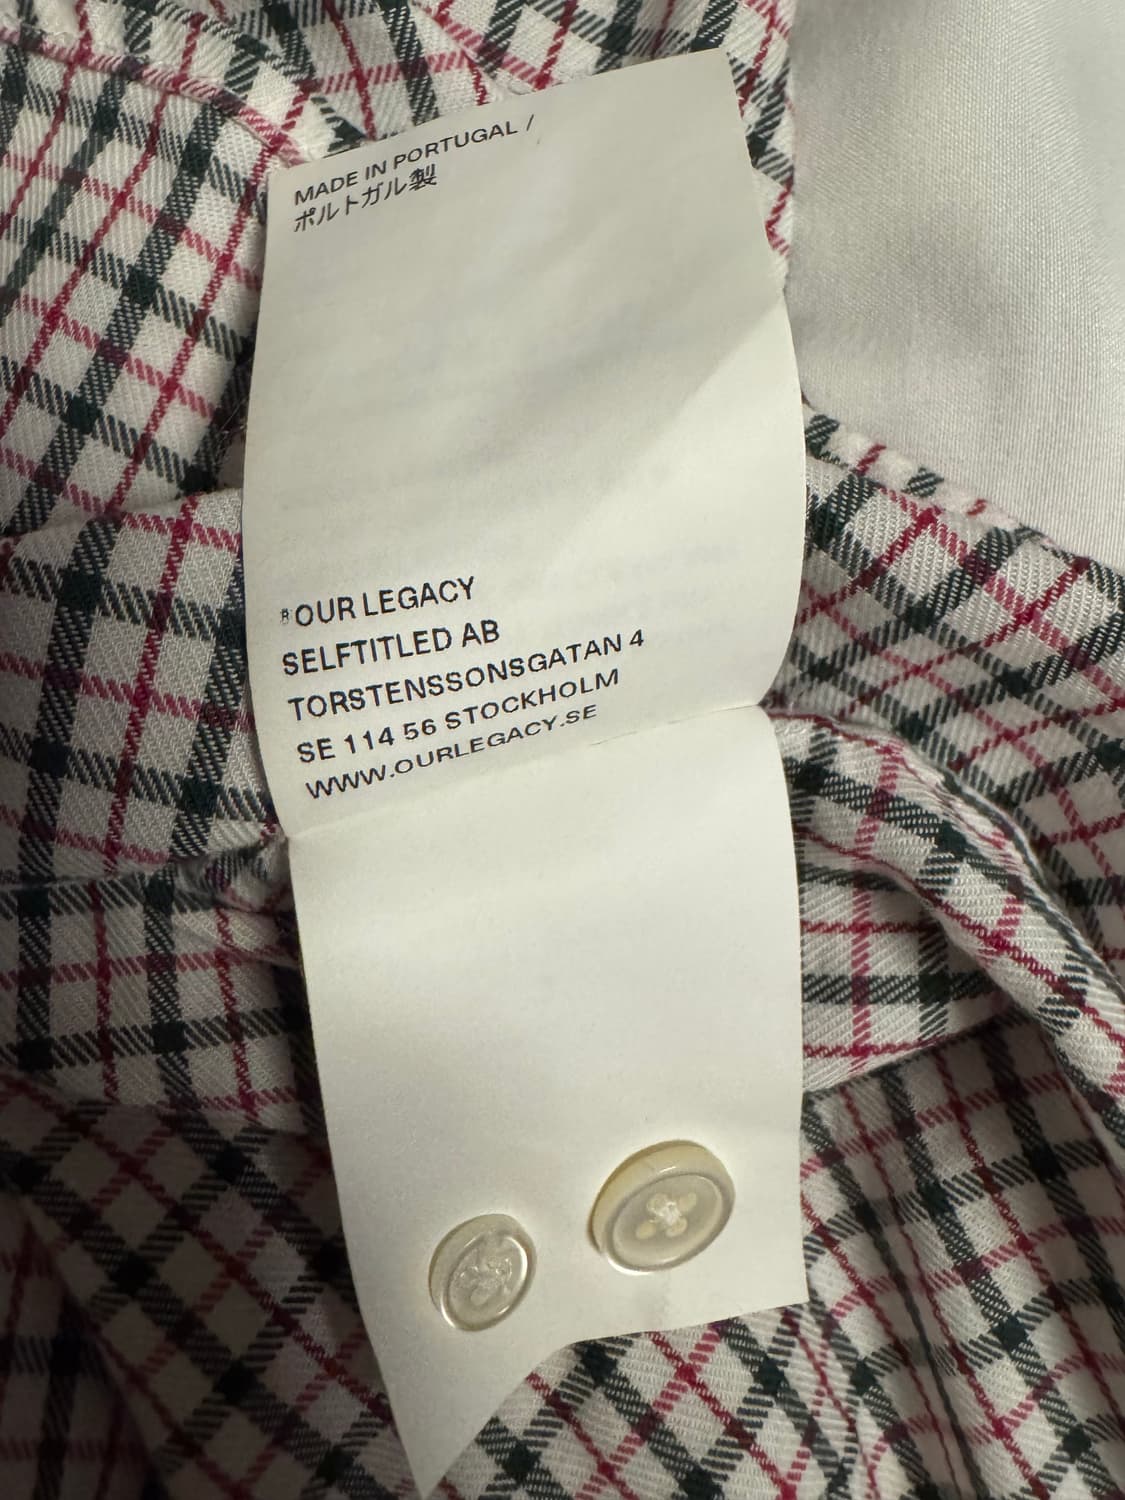 MADE IN PORTUGAL /
ポルトガル製
®OUR LEGACY
SELFTITLED AB
TORSTENSSONSGATAN 4
SE 114 56 STOCKHOLM
WWW.OURLEGACY.SE